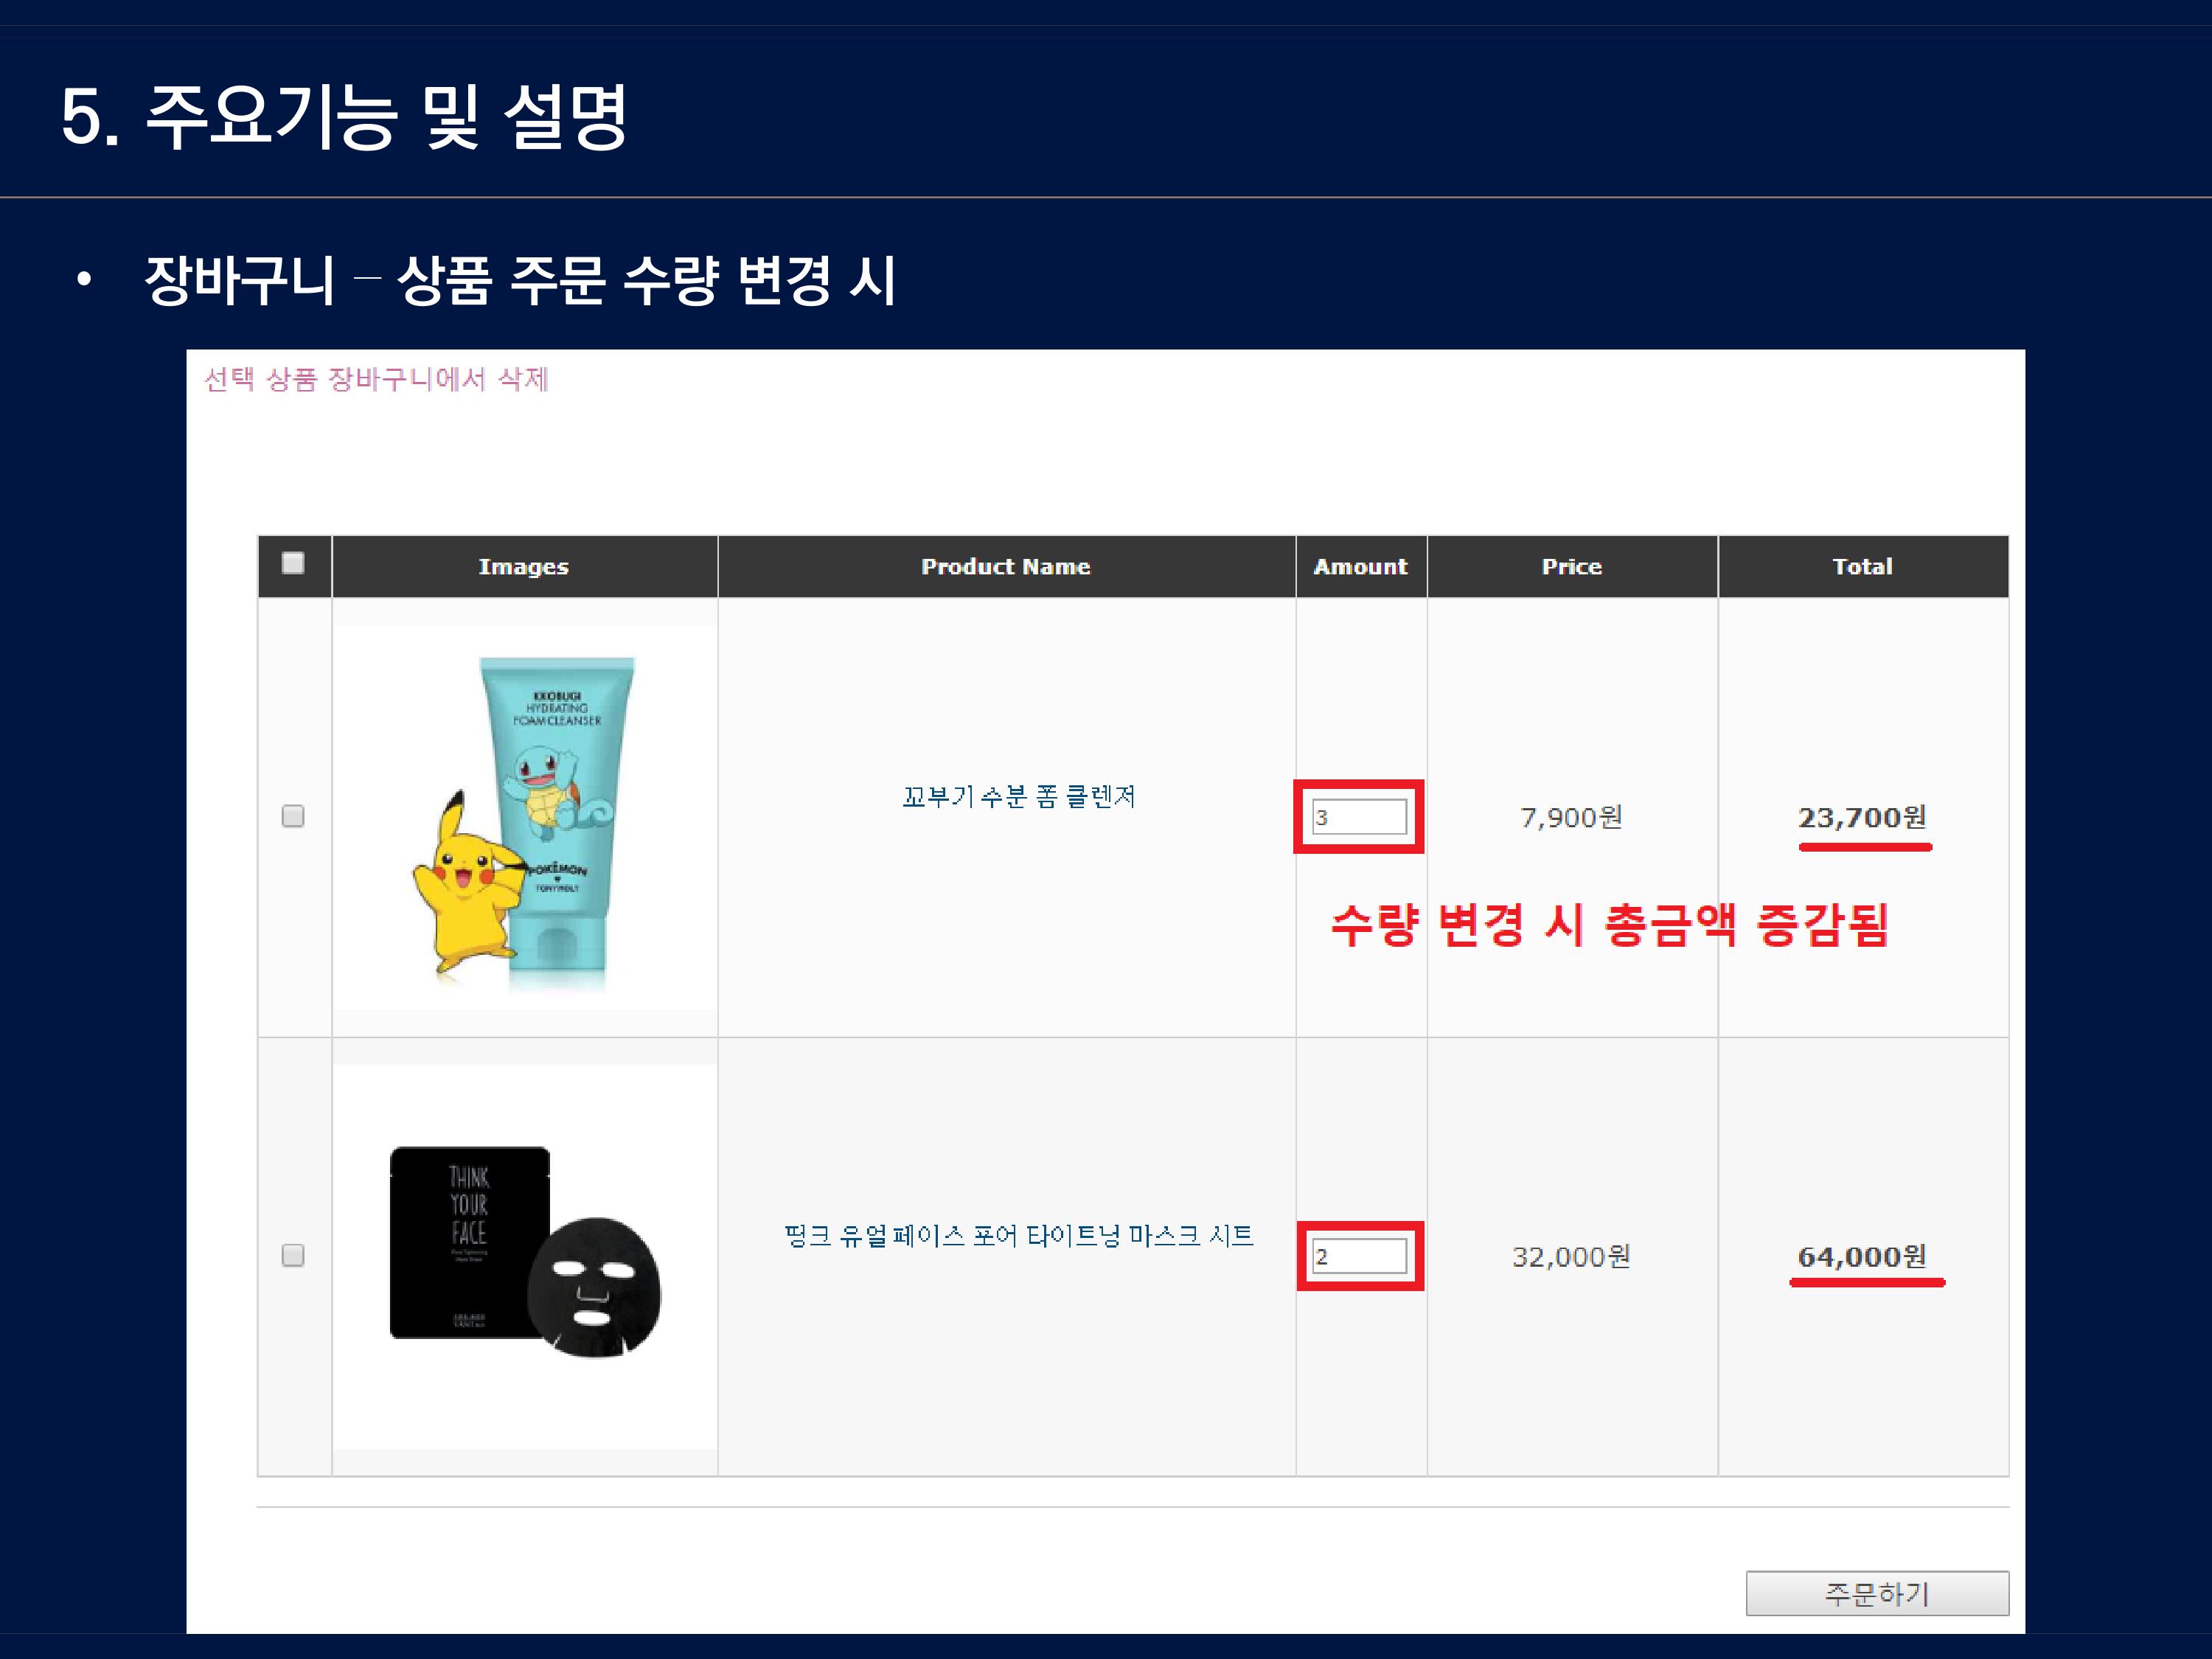 5. 주요기능 및 설명
• 장바구니 – 상품 주문 수량 변경 시
선택 상품 장바구니에서 삭제
Images Product Name Amount Price Total
KKOBUGI
HYDRATING
FOAM CLEANSER
POKÉMON
TONYMOLY
꼬부기 수분 폼 클렌져
3
7,900원
23,700원
수량 변경 시 총금액 증감됨
THINK
YOUR
FACE
띵크 유얼 페이스 포어 타이트닝 마스크 시트
2
32,000원
64,000원
주문하기